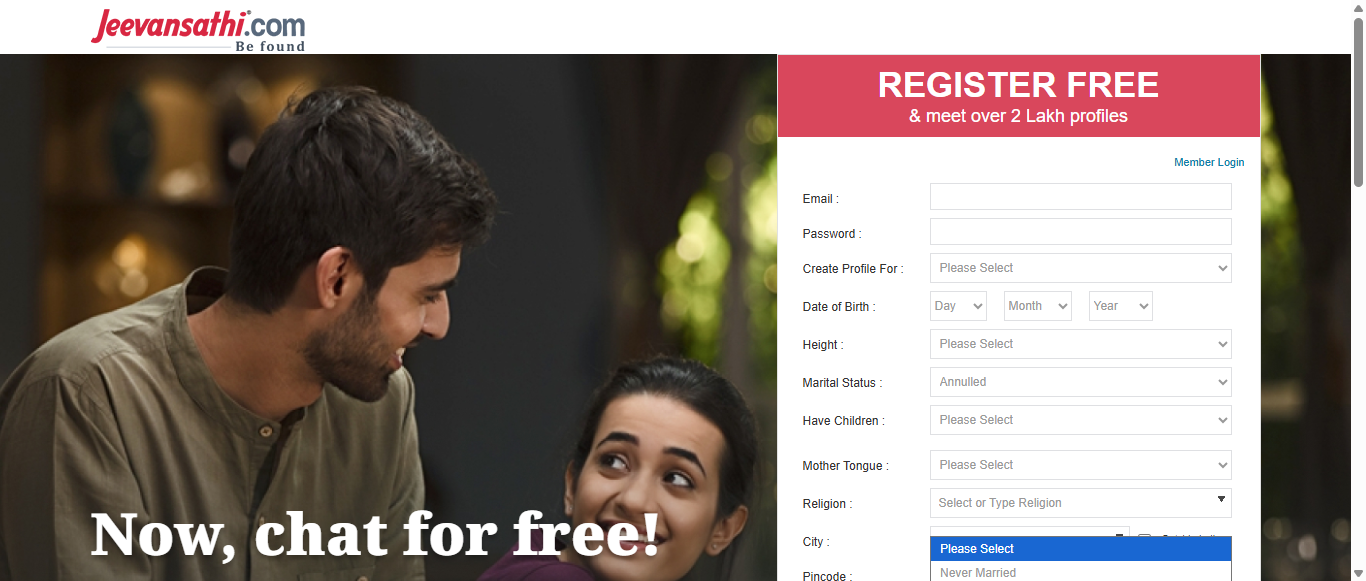 Jeevansathi.com
Be found
REGISTER FREE
& meet over 2 Lakh profiles
Member Login
Email :
Password :
Create Profile For : Please Select
Date of Birth : Day Month Year
Height : Please Select
Marital Status : Annulled
Have Children : Please Select
Mother Tongue : Please Select
Religion : Select or Type Religion
City :
Please Select
Never Married
Pincode :
Now, chat for free!